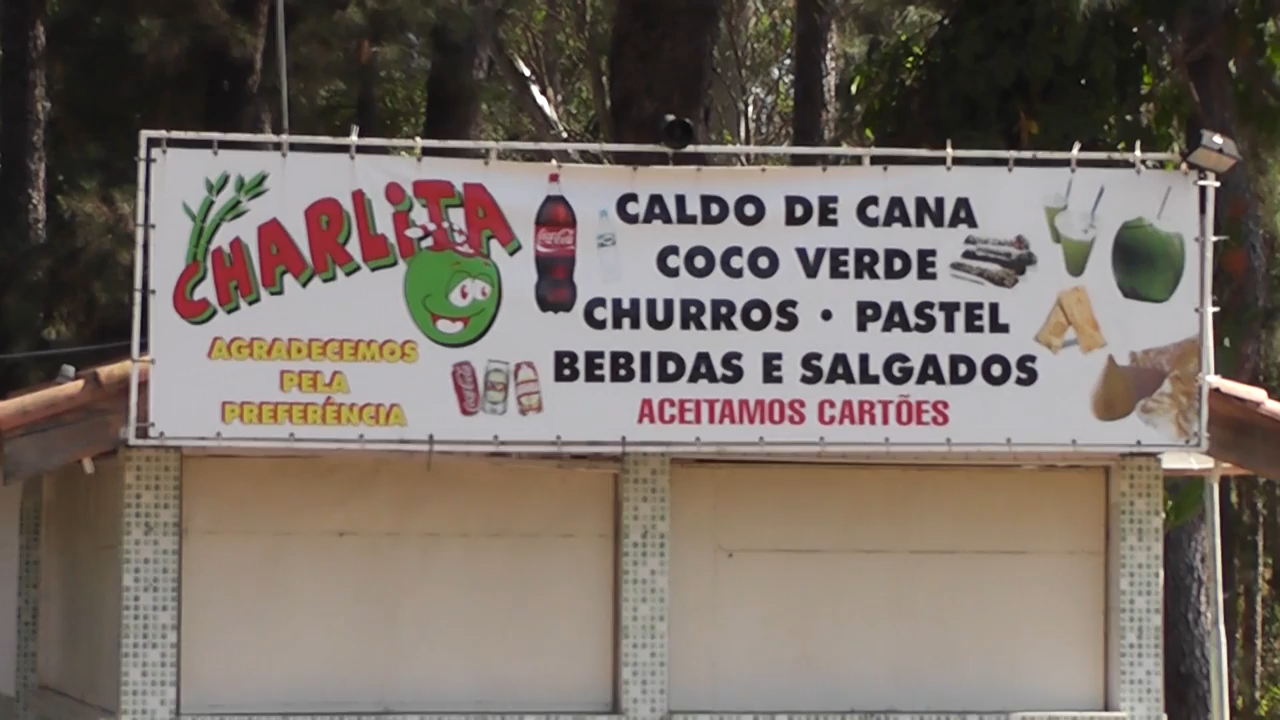 CHARLITA
AGRADECEMOS
PELA
PREFERÊNCIA
Coca-Cola
CALDO DE CANA
COCO VERDE
CHURROS • PASTEL
BEBIDAS E SALGADOS
ACEITAMOS CARTÕES